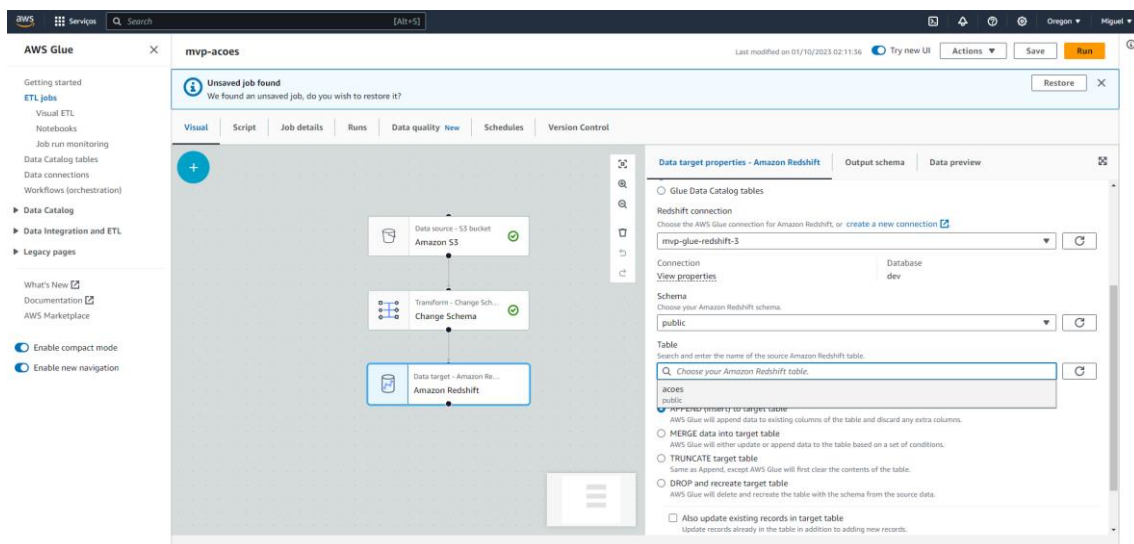 aws
Serviços
Search
[Alt+S]
Oregon
Miguel
AWS Glue
Getting started
ETL jobs
Visual ETL
Notebooks
Job run monitoring
Data Catalog tables
Data connections
Workflows (orchestration)
Data Catalog
Data Integration and ETL
Legacy pages
What's New
Documentation
AWS Marketplace
Enable compact mode
Enable new navigation
mvp-acoes
Last modified on 01/10/2023 02:11:36
Try new UI
Actions
Save
Run
Unsaved job found
We found an unsaved job, do you wish to restore it?
Restore
Visual Script Job details Runs Data quality New Schedules Version Control
Data source - S3 bucket
Amazon S3
Transform - Change Sch...
Change Schema
Data target - Amazon Re...
Amazon Redshift
Data target properties - Amazon Redshift Output schema Data preview
Glue Data Catalog tables
Redshift connection
Choose the AWS Glue connection for Amazon Redshift, or create a new connection
mvp-glue-redshift-3
Connection Database
View properties dev
Schema
Choose your Amazon Redshift schema.
public
Table
Search and enter the name of the source Amazon Redshift table.
Choose your Amazon Redshift table.
acoes
public
APPEND (insert) to target table
AWS Glue will append data to existing columns of the table and discard any extra columns.
MERGE data into target table
AWS Glue will either update or append data to the table based on a set of conditions.
TRUNCATE target table
Same as Append, except AWS Glue will first clear the contents of the table.
DROP and recreate target table
AWS Glue will delete and recreate the table with the schema from the source data.
Also update existing records in target table
Update records already in the table in addition to adding new records.